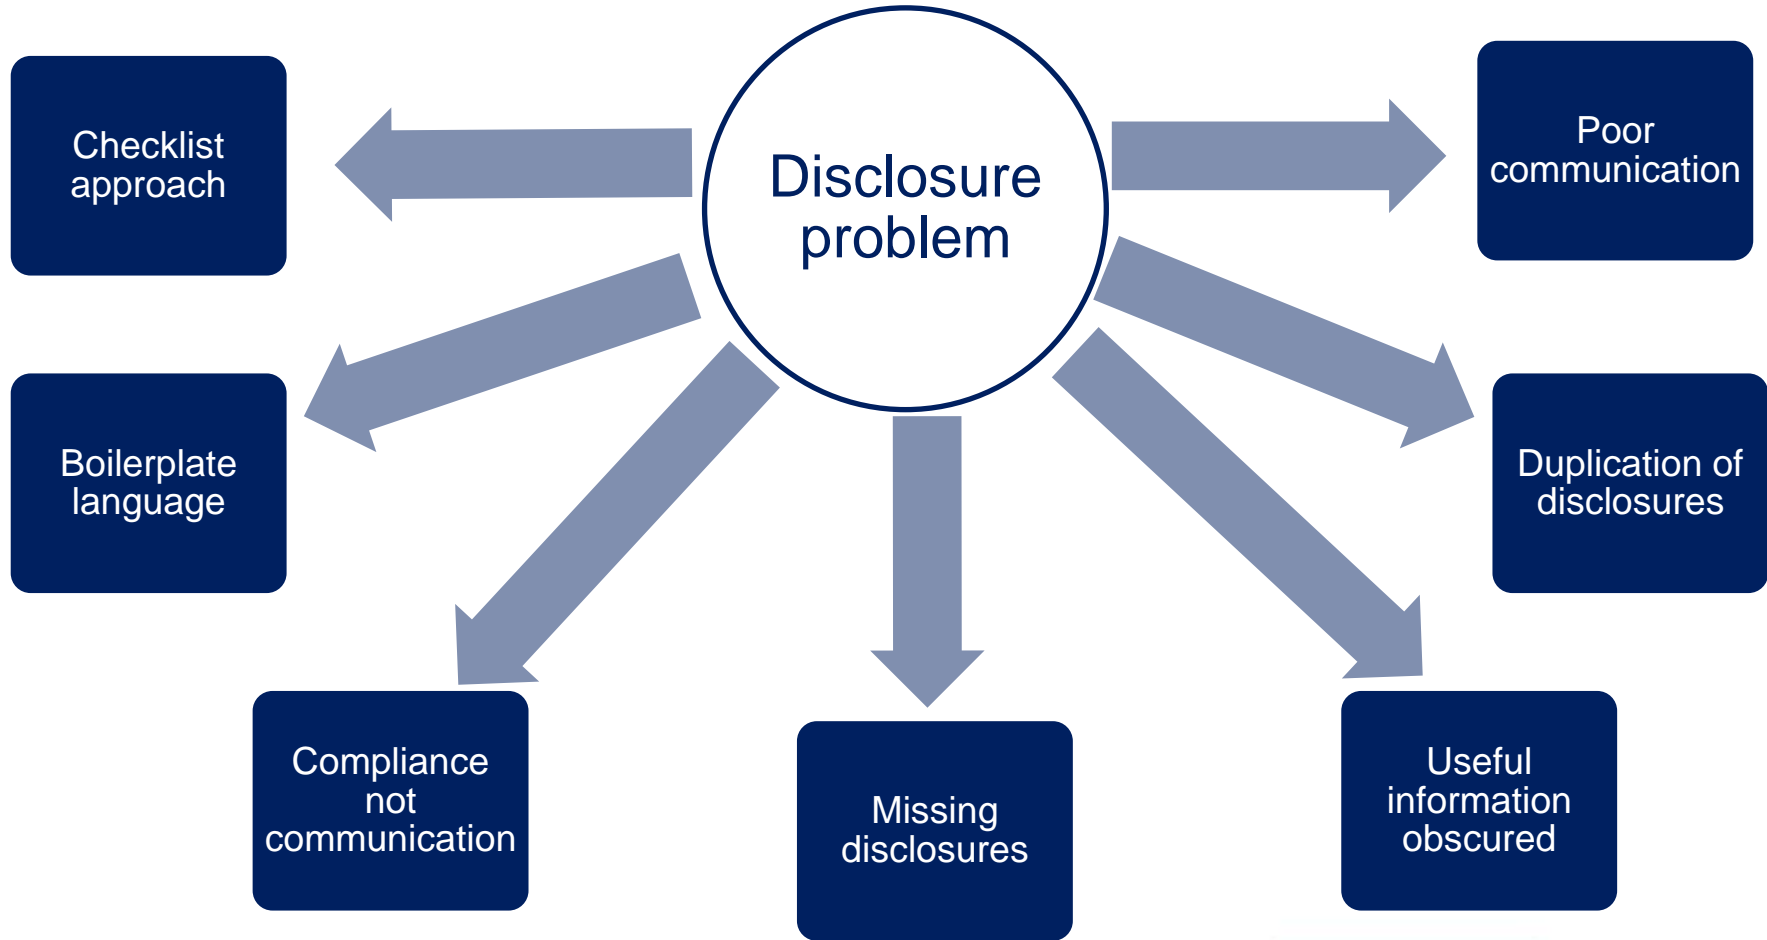 Disclosure
problem
Checklist
approach
Boilerplate
language
Compliance
not
communication
Missing
disclosures
Useful
information
obscured
Duplication of
disclosures
Poor
communication